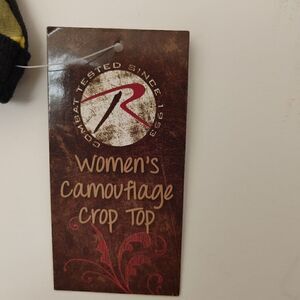 COMBAT TESTED SINCE 1953
R
Women's
Camouflage
Crop Top